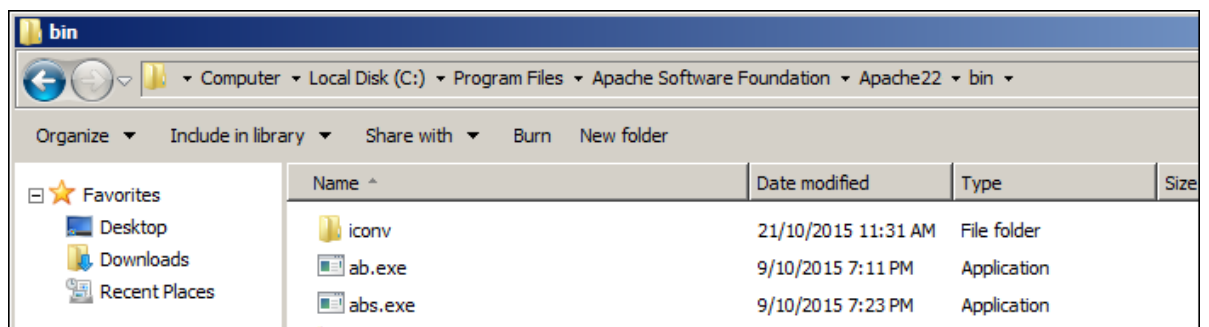 bin
Computer Local Disk (C:) Program Files Apache Software Foundation Apache22 bin
Organize Include in library Share with Burn New folder
Favorites
Desktop
Downloads
Recent Places
Name Date modified Type Size
iconv 21/10/2015 11:31 AM File folder
ab.exe 9/10/2015 7:11 PM Application
abs.exe 9/10/2015 7:23 PM Application